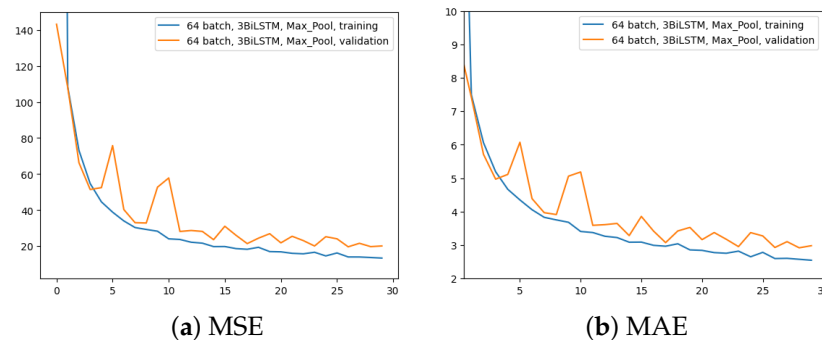 140
120
100
80
60
40
20
0 5 10 15 20 25 30
64 batch, 3BiLSTM, Max_Pool, training
64 batch, 3BiLSTM, Max_Pool, validation
(a) MSE
10
9
8
7
6
5
4
3
2
5 10 15 20 25 3
64 batch, 3BiLSTM, Max_Pool, training
64 batch, 3BiLSTM, Max_Pool, validation
(b) MAE